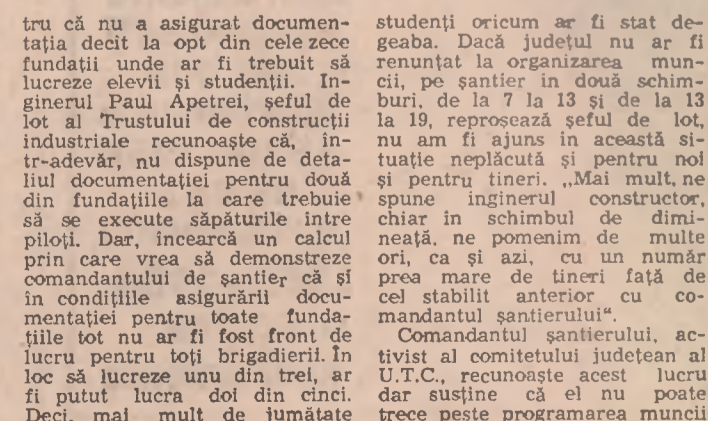 tru că nu a asigurat documen-
tația decît la opt din cele zece
fundații unde ar fi trebuit să
lucreze elevii și studenții. In-
ginerul Paul Apetrei, șeful de
lot al Trustului de construcții
industriale recunoaște că, în-
tr-adevăr, nu dispune de deta-
liul documentației pentru două
din fundațiile la care trebuie
să se execute săpăturile între
piloți. Dar, încearcă un calcul
prin care vrea să demonstreze
comandantului de șantier că și
în condițiile asigurării docu-
mentației pentru toate funda-
țiile tot nu ar fi fost front de
lucru pentru toți brigadierii. În
loc să lucreze unu din trei, ar
fi putut lucra doi din cinci.
Deci, mai mult de jumătate
studenți oricum ar fi stat de-
geaba. Dacă județul nu ar fi
renunțat la organizarea mun-
cii, pe șantier în două schim-
buri, de la 7 la 13 și de la 13
la 19, reproșează șeful de lot,
nu am fi ajuns în această si-
tuație neplăcută și pentru noi
și pentru tineri. „Mai mult, ne
spune inginerul constructor,
chiar în schimbul de dimi-
neață, ne pomenim de multe
ori, ca și azi, cu un număr
prea mare de tineri față de
cel stabilit anterior cu co-
mandantul șantierului“.
Comandantul șantierului, ac-
tivist al comitetului județean al
U.T.C., recunoaște acest lucru
dar susține că el nu poate
trece peste programarea muncii